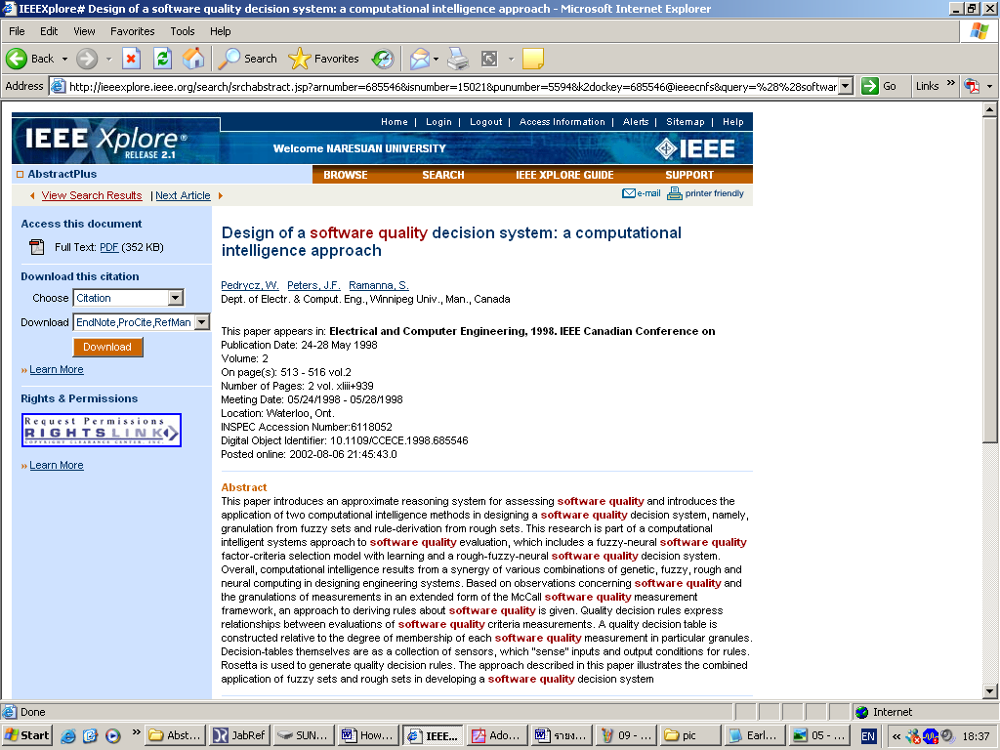 IEEEXplore# Design of a software quality decision system: a computational intelligence approach - Microsoft Internet Explorer
File Edit View Favorites Tools Help
Back Search Favorites
Address http://ieeexplore.ieee.org/search/srchabstract.jsp?arnumber=685546&isnumber=15021&punumber=5594&k2dockey=685546@ieeecnfs&query=%28%28softwar Go Links »
Home | Login | Logout | Access Information | Alerts | Sitemap | Help
IEEE Xplore®
RELEASE 2.1
Welcome NARESUAN UNIVERSITY
IEEE
AbstractPlus
BROWSE SEARCH IEEE XPLORE GUIDE SUPPORT
View Search Results | Next Article
e-mail printer friendly
Access this document
Full Text: PDF (352 KB)
Download this citation
Choose Citation
Download EndNote,ProCite,RefMan
Download
» Learn More
Rights & Permissions
Request Permissions
RIGHTSLINK
COPYRIGHT CLEARANCE CENTER, INC.
» Learn More
Design of a software quality decision system: a computational
intelligence approach
Pedrycz, W. Peters, J.F. Ramanna, S.
Dept. of Electr. & Comput. Eng., Winnipeg Univ., Man., Canada
This paper appears in: Electrical and Computer Engineering, 1998. IEEE Canadian Conference on
Publication Date: 24-28 May 1998
Volume: 2
On page(s): 513 - 516 vol.2
Number of Pages: 2 vol. xliii+939
Meeting Date: 05/24/1998 - 05/28/1998
Location: Waterloo, Ont.
INSPEC Accession Number:6118052
Digital Object Identifier: 10.1109/CCECE.1998.685546
Posted online: 2002-08-06 21:45:43.0
Abstract
This paper introduces an approximate reasoning system for assessing software quality and introduces the
application of two computational intelligence methods in designing a software quality decision system, namely,
granulation from fuzzy sets and rule-derivation from rough sets. This research is part of a computational
intelligent systems approach to software quality evaluation, which includes a fuzzy-neural software quality
factor-criteria selection model with learning and a rough-fuzzy-neural software quality decision system.
Overall, computational intelligence results from a synergy of various combinations of genetic, fuzzy, rough and
neural computing in designing engineering systems. Based on observations concerning software quality and
the granulations of measurements in an extended form of the McCall software quality measurement
framework, an approach to deriving rules about software quality is given. Quality decision rules express
relationships between evaluations of software quality criteria measurements. A quality decision table is
constructed relative to the degree of membership of each software quality measurement in particular granules.
Decision-tables themselves are as a collection of sensors, which "sense" inputs and output conditions for rules.
Rosetta is used to generate quality decision rules. The approach described in this paper illustrates the combined
application of fuzzy sets and rough sets in developing a software quality decision system
Done Internet
Start » Abst... JabRef SUN... How... IEEE... Ado... รายง... 09 - ... pic Earl... 05 - ... EN « 18:37